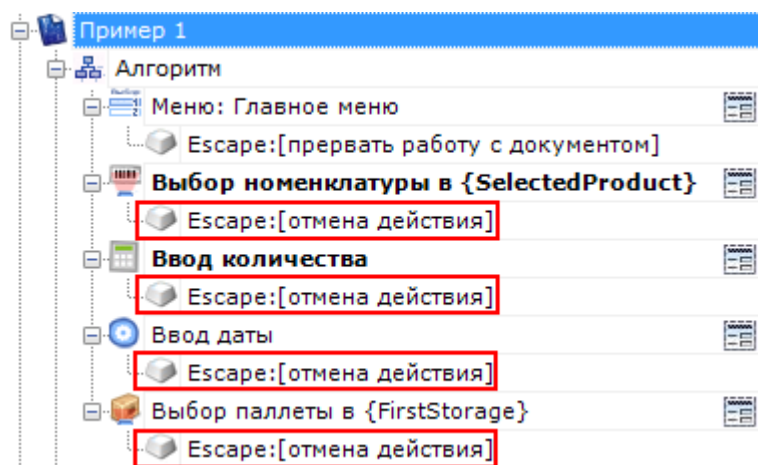 Пример 1
Алгоритм
Меню: Главное меню
Escape:[прервать работу с документом]
Выбор номенклатуры в {SelectedProduct}
Escape:[отмена действия]
Ввод количества
Escape:[отмена действия]
Ввод даты
Escape:[отмена действия]
Выбор паллеты в {FirstStorage}
Escape:[отмена действия]